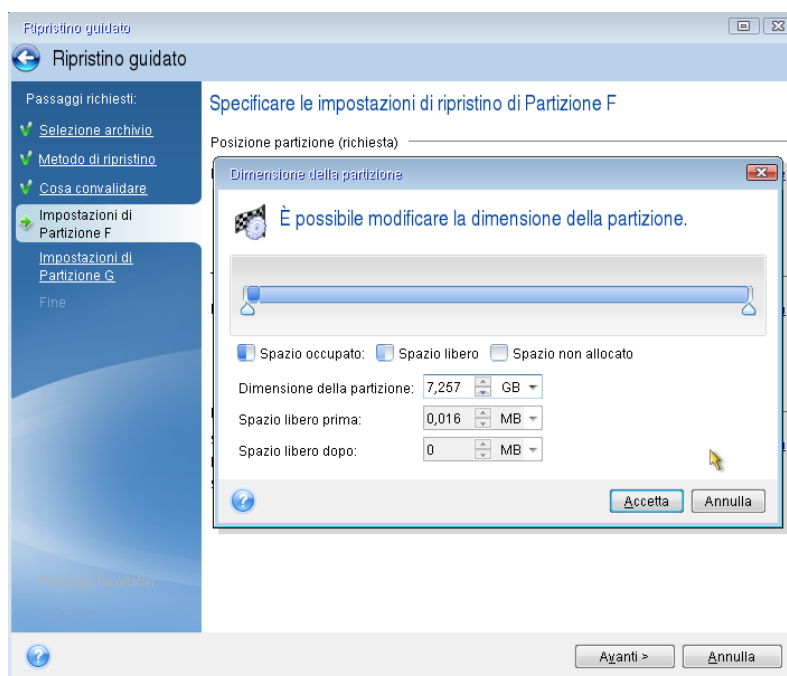 Ripristino guidato
Ripristino guidato
Passaggi richiesti:
Selezione archivio
Metodo di ripristino
Cosa convalidare
Impostazioni di
Partizione F
Impostazioni di
Partizione G
Fine
Specificare le impostazioni di ripristino di Partizione F
Posizione partizione (richiesta)
Dimensione della partizione
È possibile modificare la dimensione della partizione.
Spazio occupato: Spazio libero Spazio non allocato
Dimensione della partizione: 7,257 GB
Spazio libero prima: 0,016 MB
Spazio libero dopo: 0 MB
Accetta Annulla
Avanti > Annulla